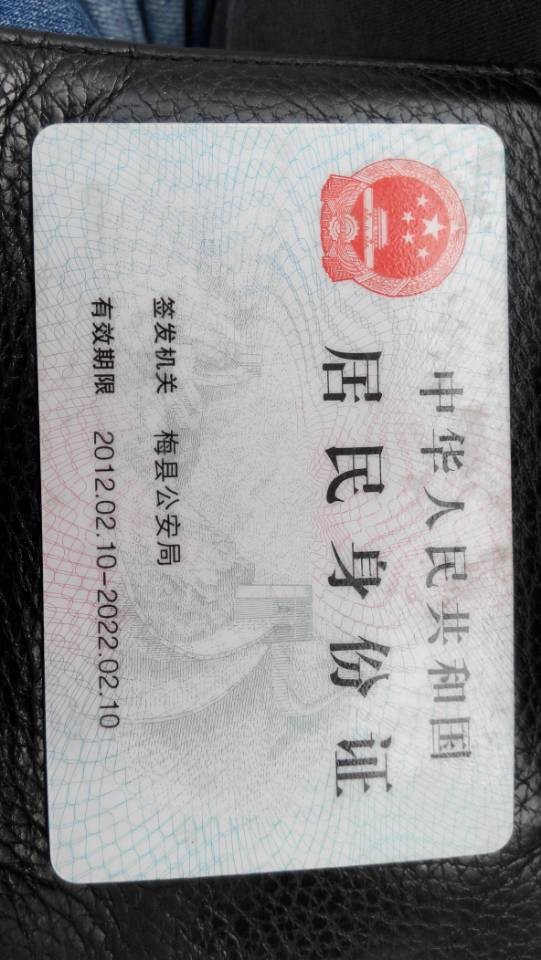 中华人民共和国
居民身份证
签发机关 梅县公安局
有效期限 2012.02.10-2022.02.10